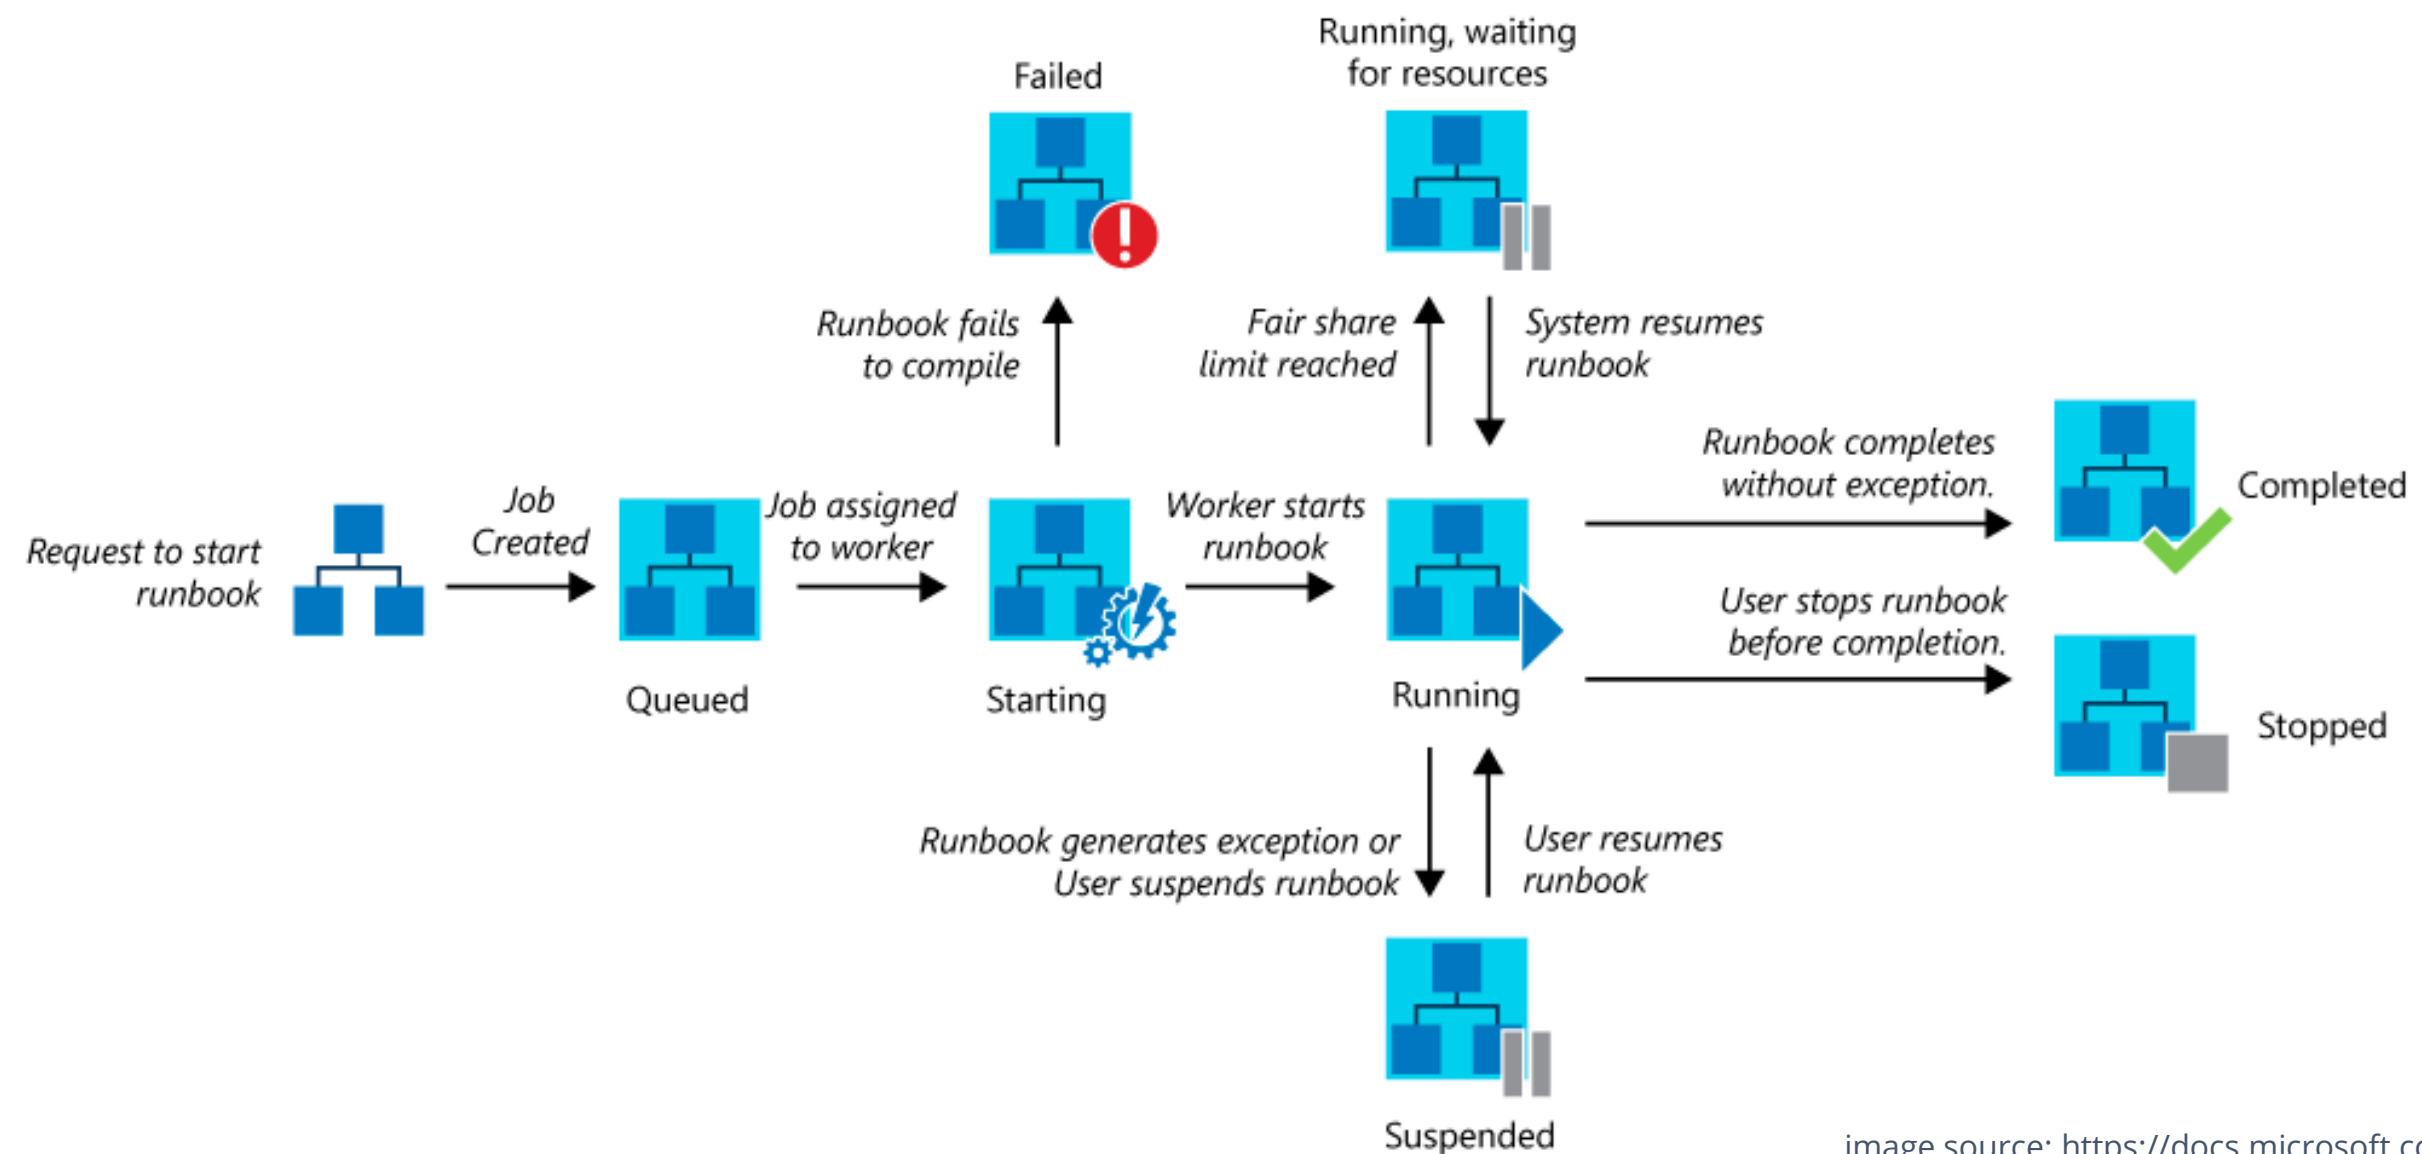 Running, waiting
for resources
Failed
Runbook fails
to compile
Fair share
limit reached
System resumes
runbook
Request to start
runbook
Job
Created
Queued
Job assigned
to worker
Starting
Worker starts
runbook
Running
Runbook completes
without exception.
Completed
User stops runbook
before completion.
Stopped
Runbook generates exception or
User suspends runbook
User resumes
runbook
Suspended
image source: https://docs.microsoft.co